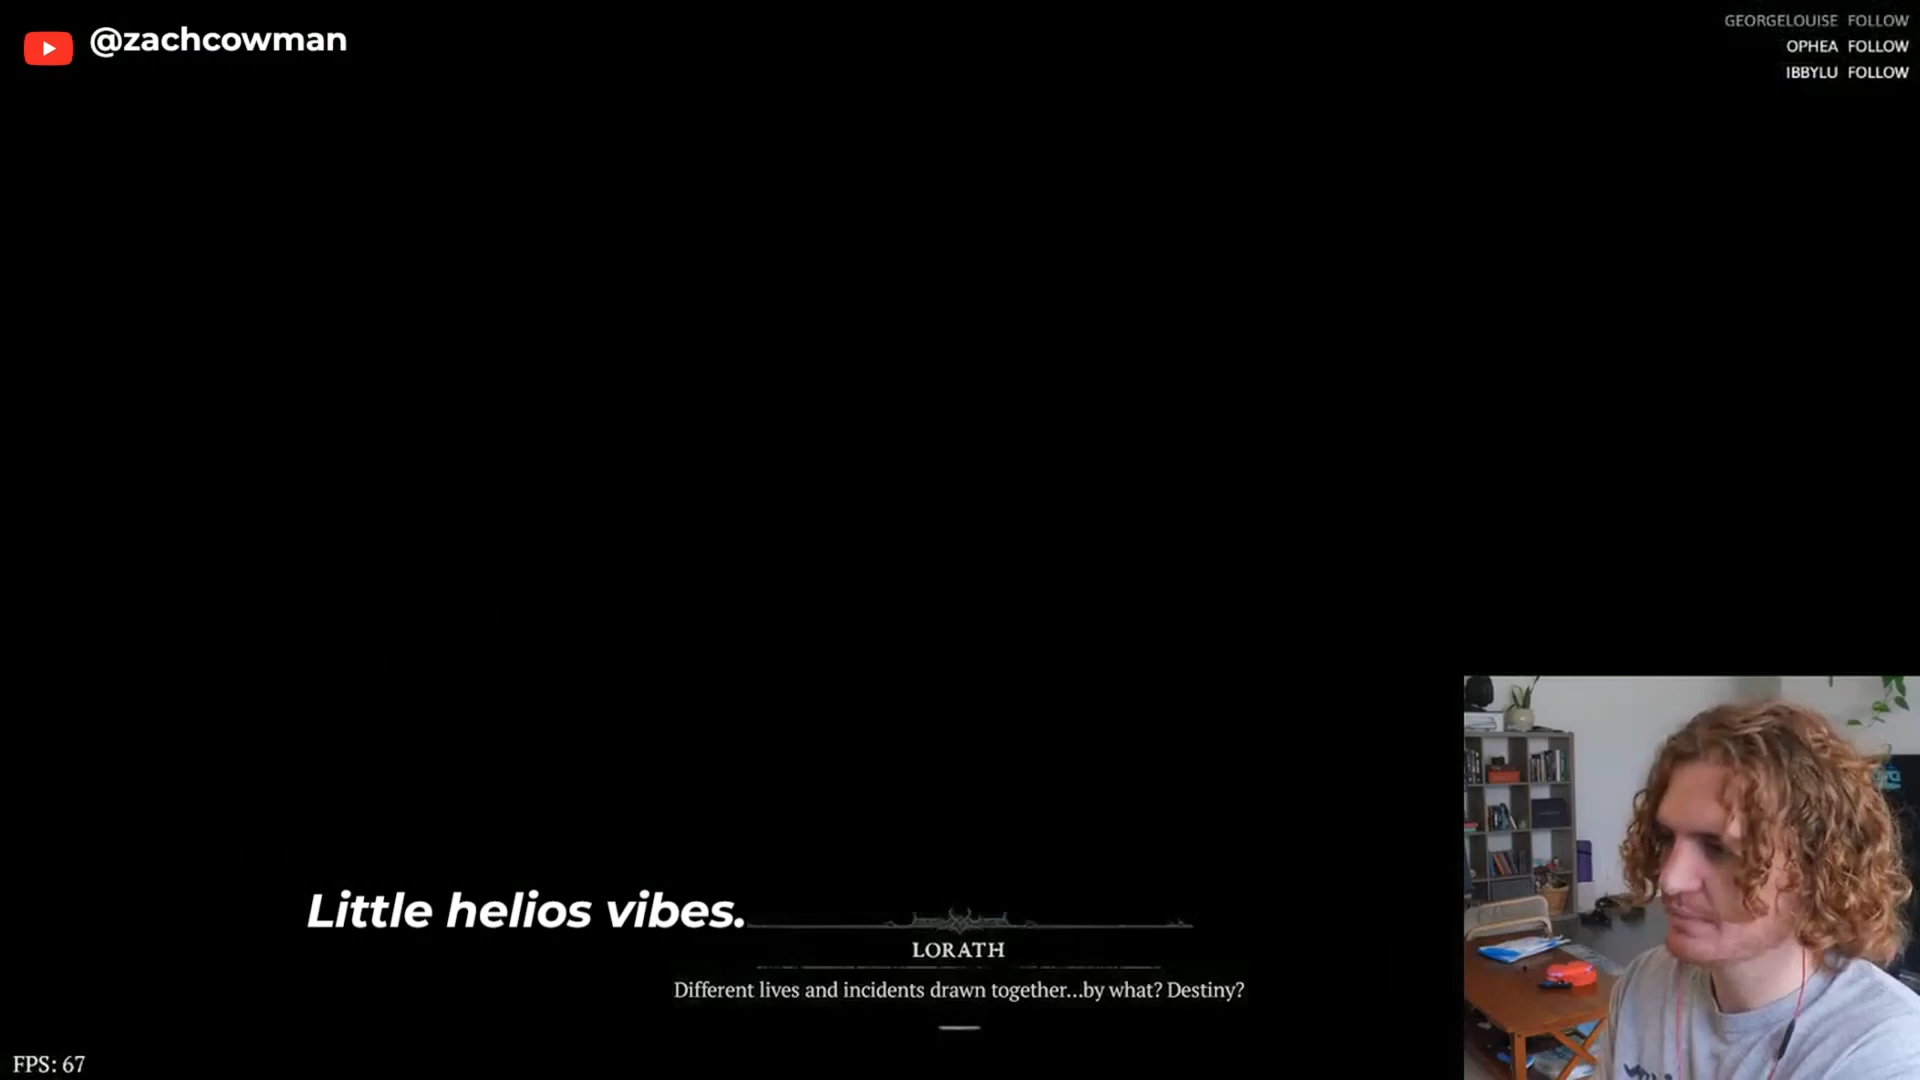 @zachcowman
GEORGELOUISE FOLLOW
OPHEA FOLLOW
IBBYLU FOLLOW
Little helios vibes.
LORATH
Different lives and incidents drawn together...by what? Destiny?
FPS: 67